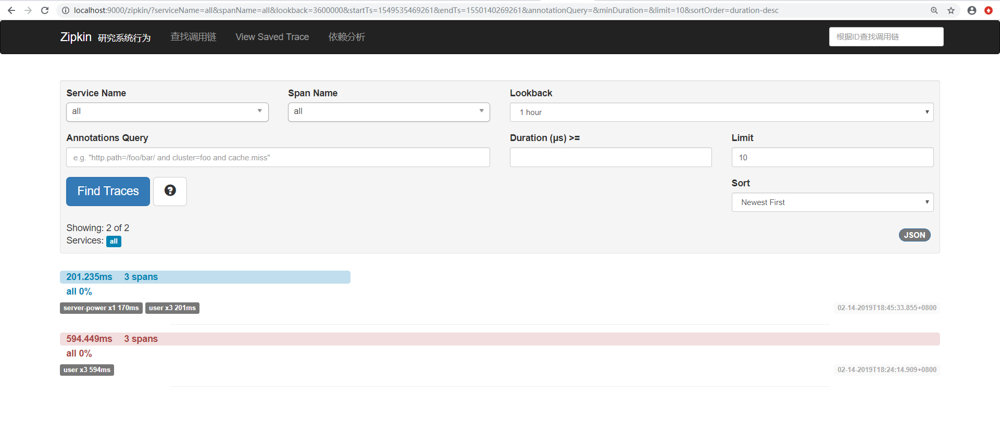 localhost:9000/zipkin/?serviceName=all&spanName=all&lookback=3600000&startTs=1549535469261&endTs=1550140269261&annotationQuery=&minDuration=&limit=10&sortOrder=duration-desc
Zipkin 研究系统行为 查找调用链 View Saved Trace 依赖分析 根据ID查找调用链
Service Name Span Name Lookback
all all 1 hour
Annotations Query Duration (μs) >= Limit
e.g. "http.path=/foo/bar/ and cluster=foo and cache.miss" 10
Find Traces ? Sort
Newest First
Showing: 2 of 2
Services: all JSON
201.235ms 3 spans
all 0%
server-power x1 170ms user x3 201ms 02-14-2019T18:45:33.855+0800
594.449ms 3 spans
all 0%
user x3 594ms 02-14-2019T18:24:14.909+0800